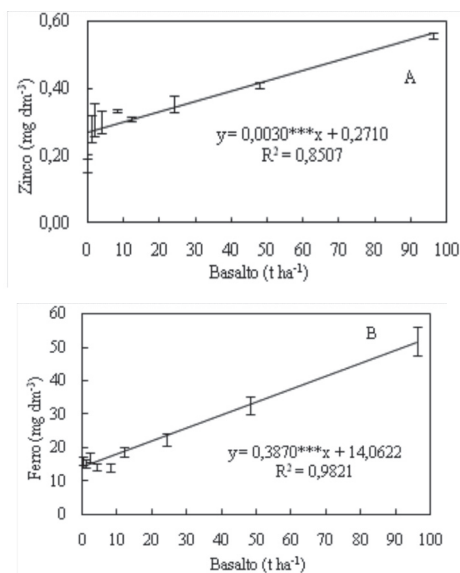 0,60
0,40
0,20
0,00
Zinco (mg dm-3)
A
y= 0,0030***x + 0,2710
R2 = 0,8507
0 10 20 30 40 50 60 70 80 90 100
Basalto (t ha-1)
60
50
40
30
20
10
0
Ferro (mg dm-3)
B
y= 0,3870***x + 14,0622
R2 = 0,9821
0 10 20 30 40 50 60 70 80 90 100
Basalto (t ha-1)